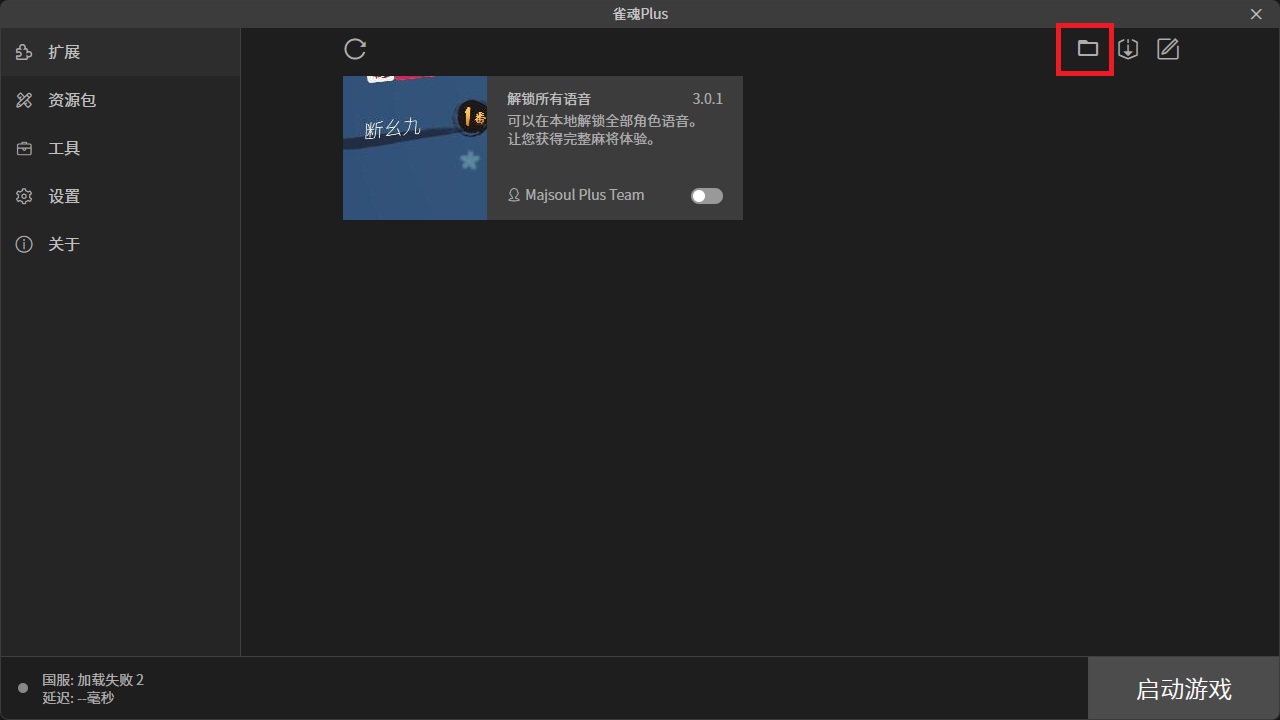 雀魂Plus
扩展
资源包
工具
设置
关于
断幺九
1番
解锁所有语音
3.0.1
可以在本地解锁全部角色语音。
让您获得完整麻将体验。
Majsoul Plus Team
国服: 加载失败 2
延迟: --毫秒
启动游戏